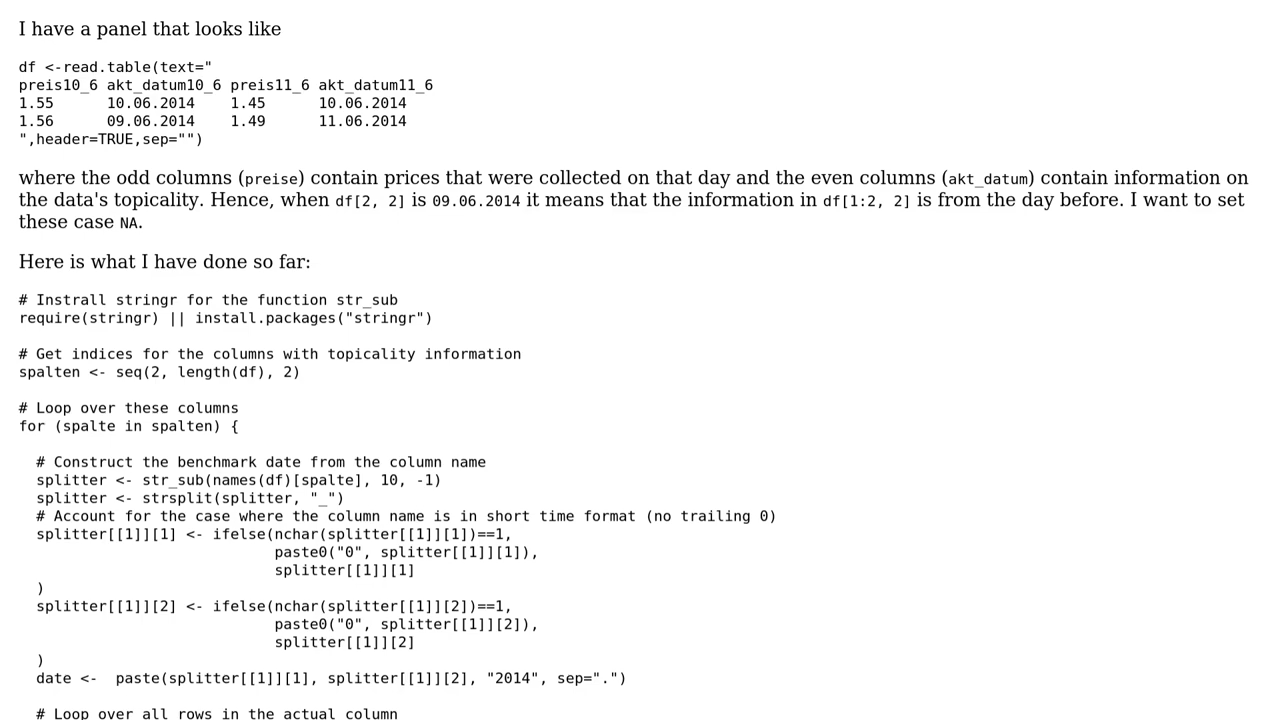 I have a panel that looks like
df <-read.table(text="
preis10_6 akt_datum10_6 preis11_6 akt_datum11_6
1.55      10.06.2014    1.45      10.06.2014
1.56      09.06.2014    1.49      11.06.2014
",header=TRUE,sep="")
where the odd columns (preise) contain prices that were collected on that day and the even columns (akt_datum) contain information on
the data's topicality. Hence, when df[2, 2] is 09.06.2014 it means that the information in df[1:2, 2] is from the day before. I want to set
these case NA.
Here is what I have done so far:
# Instrall stringr for the function str_sub
require(stringr) || install.packages("stringr")
# Get indices for the columns with topicality information
spalten <- seq(2, length(df), 2)
# Loop over these columns
for (spalte in spalten) {
  # Construct the benchmark date from the column name
  splitter <- str_sub(names(df)[spalte], 10, -1)
  splitter <- strsplit(splitter, "_")
  # Account for the case where the column name is in short time format (no trailing 0)
  splitter[[1]][1] <- ifelse(nchar(splitter[[1]][1])==1,
                             paste0("0", splitter[[1]][1]),
                             splitter[[1]][1]
  )
  splitter[[1]][2] <- ifelse(nchar(splitter[[1]][2])==1,
                             paste0("0", splitter[[1]][2]),
                             splitter[[1]][2]
  )
  date <-  paste(splitter[[1]][1], splitter[[1]][2], "2014", sep=".")
  # Loop over all rows in the actual column